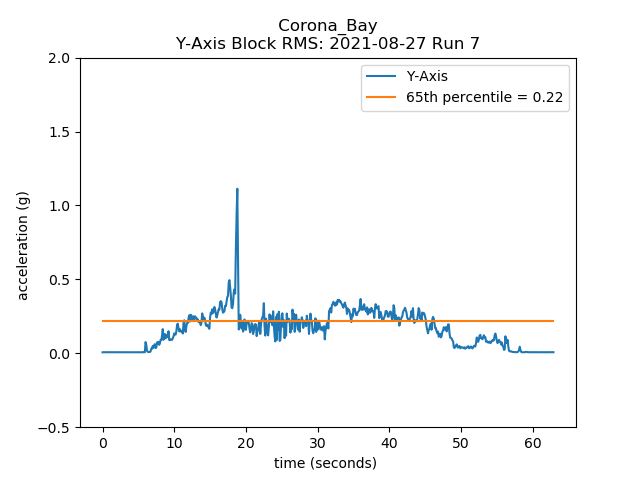 Corona_Bay
Y-Axis Block RMS: 2021-08-27 Run 7
Y-Axis
65th percentile = 0.22
acceleration (g)
2.0
1.5
1.0
0.5
0.0
−0.5
0 10 20 30 40 50 60
time (seconds)